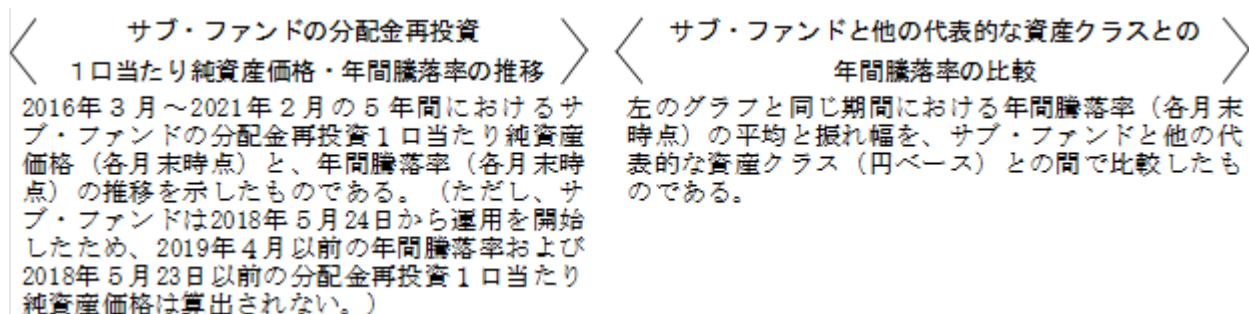 サブ・ファンドの分配金再投資
１口当たり純資産価格・年間騰落率の推移
2016年３月～2021年２月の５年間におけるサ
ブ・ファンドの分配金再投資１口当たり純資産
価格（各月末時点）と、年間騰落率（各月末時
点）の推移を示したものである。（ただし、サ
ブ・ファンドは2018年５月24日から運用を開始
したため、2019年４月以前の年間騰落率および
2018年５月23日以前の分配金再投資１口当たり
純資産価格は算出されない。）
サブ・ファンドと他の代表的な資産クラスとの
年間騰落率の比較
左のグラフと同じ期間における年間騰落率（各月末
時点）の平均と振れ幅を、サブ・ファンドと他の代
表的な資産クラス（円ベース）との間で比較したも
のである。